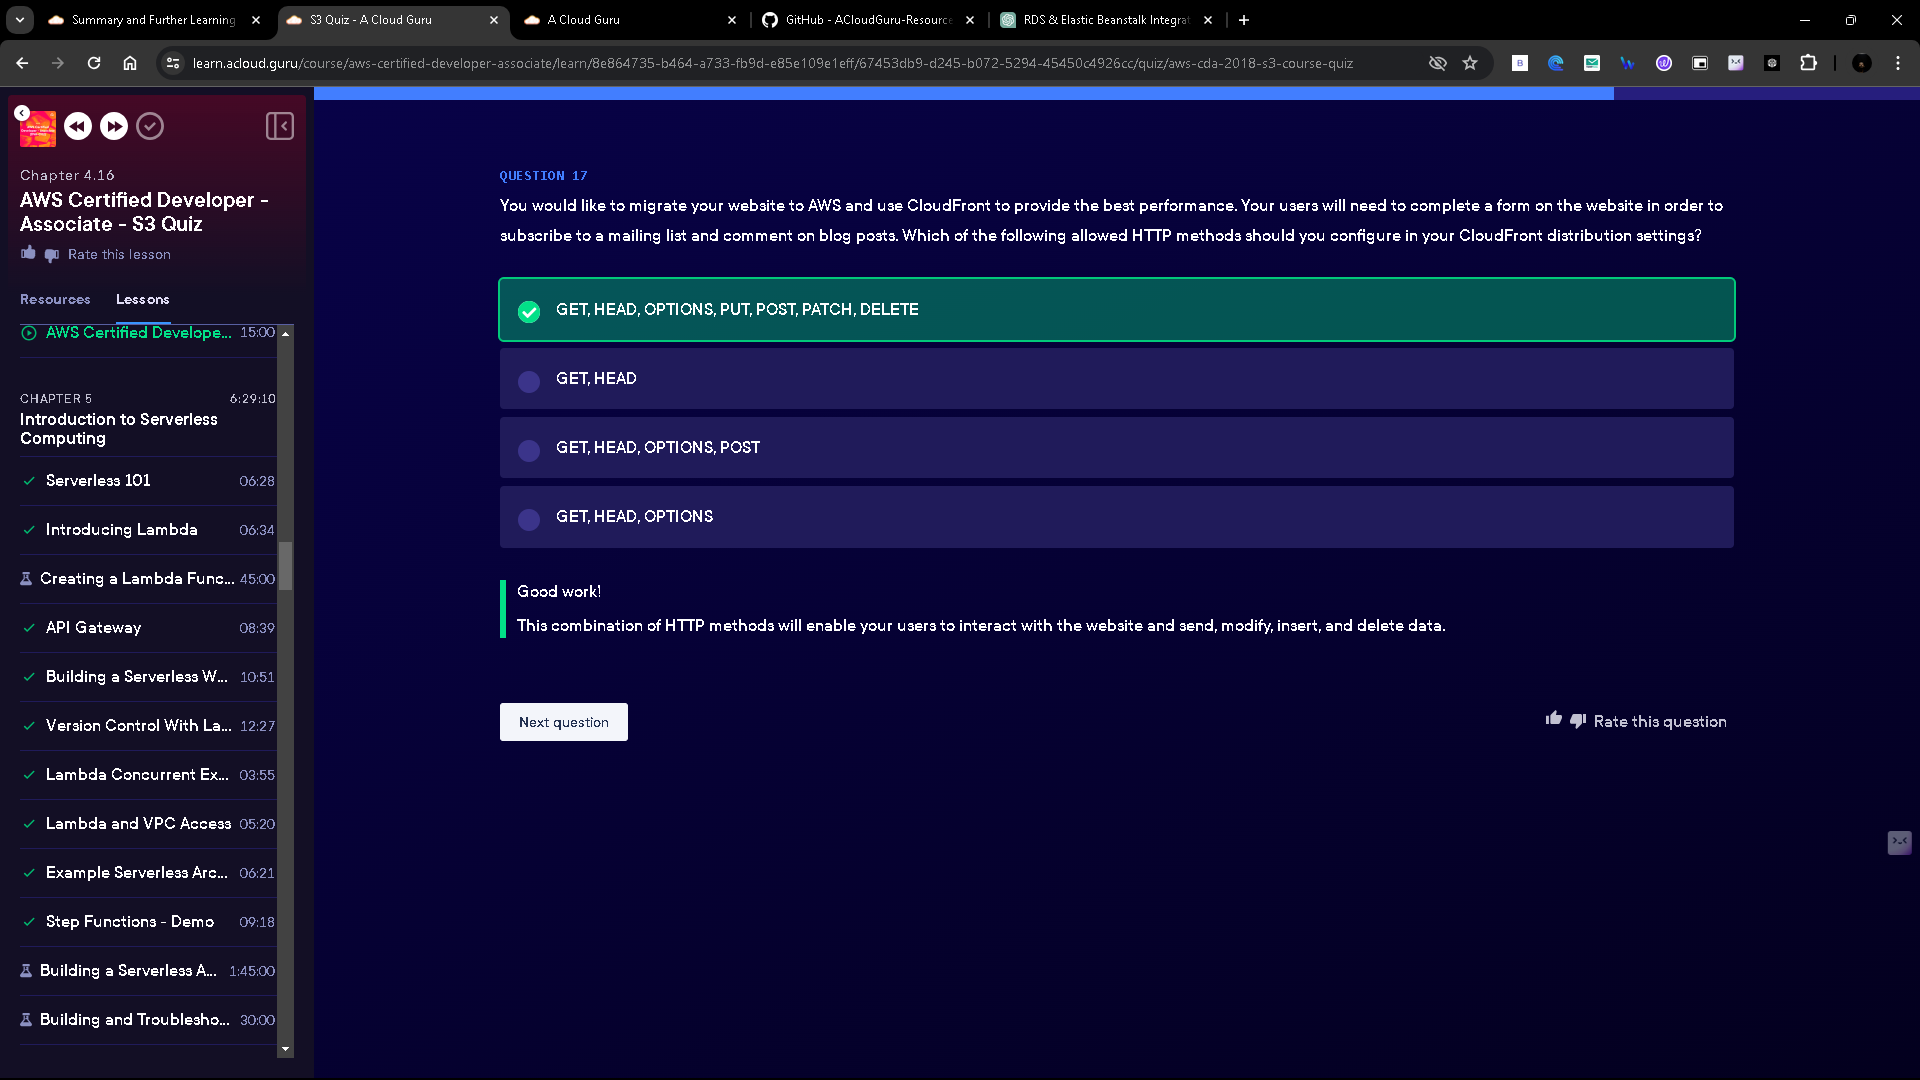 Summary and Further Learning
S3 Quiz - A Cloud Guru
A Cloud Guru
GitHub - ACloudGuru-Resource
RDS & Elastic Beanstalk Integrat
learn.acloud.guru/course/aws-certified-developer-associate/learn/8e864735-b464-a733-fb9d-e85e109e1eff/67453db9-d245-b072-5294-45450c4926cc/quiz/aws-cda-2018-s3-course-quiz
Chapter 4.16
AWS Certified Developer -
Associate - S3 Quiz
Rate this lesson
Resources Lessons
AWS Certified Develope... 15:00
CHAPTER 5 6:29:10
Introduction to Serverless
Computing
Serverless 101 06:28
Introducing Lambda 06:34
Creating a Lambda Func... 45:00
API Gateway 08:39
Building a Serverless W... 10:51
Version Control With La... 12:27
Lambda Concurrent Ex... 03:55
Lambda and VPC Access 05:20
Example Serverless Arc... 06:21
Step Functions - Demo 09:18
Building a Serverless A... 1:45:00
Building and Troublesho... 30:00
QUESTION 17
You would like to migrate your website to AWS and use CloudFront to provide the best performance. Your users will need to complete a form on the website in order to
subscribe to a mailing list and comment on blog posts. Which of the following allowed HTTP methods should you configure in your CloudFront distribution settings?
GET, HEAD, OPTIONS, PUT, POST, PATCH, DELETE
GET, HEAD
GET, HEAD, OPTIONS, POST
GET, HEAD, OPTIONS
Good work!
This combination of HTTP methods will enable your users to interact with the website and send, modify, insert, and delete data.
Next question
Rate this question